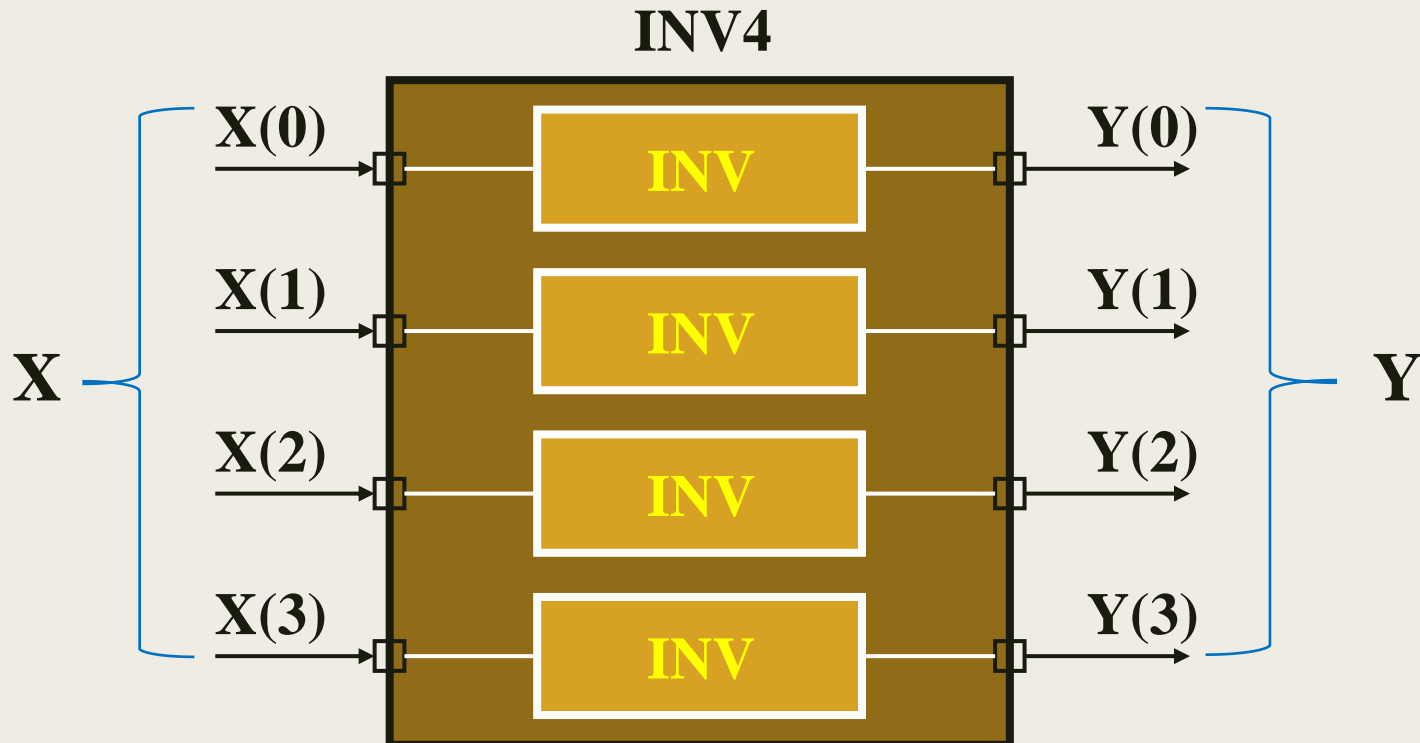 INV4
X(0) INV Y(0)
X(1) INV Y(1)
X Y
X(2) INV Y(2)
X(3) INV Y(3)